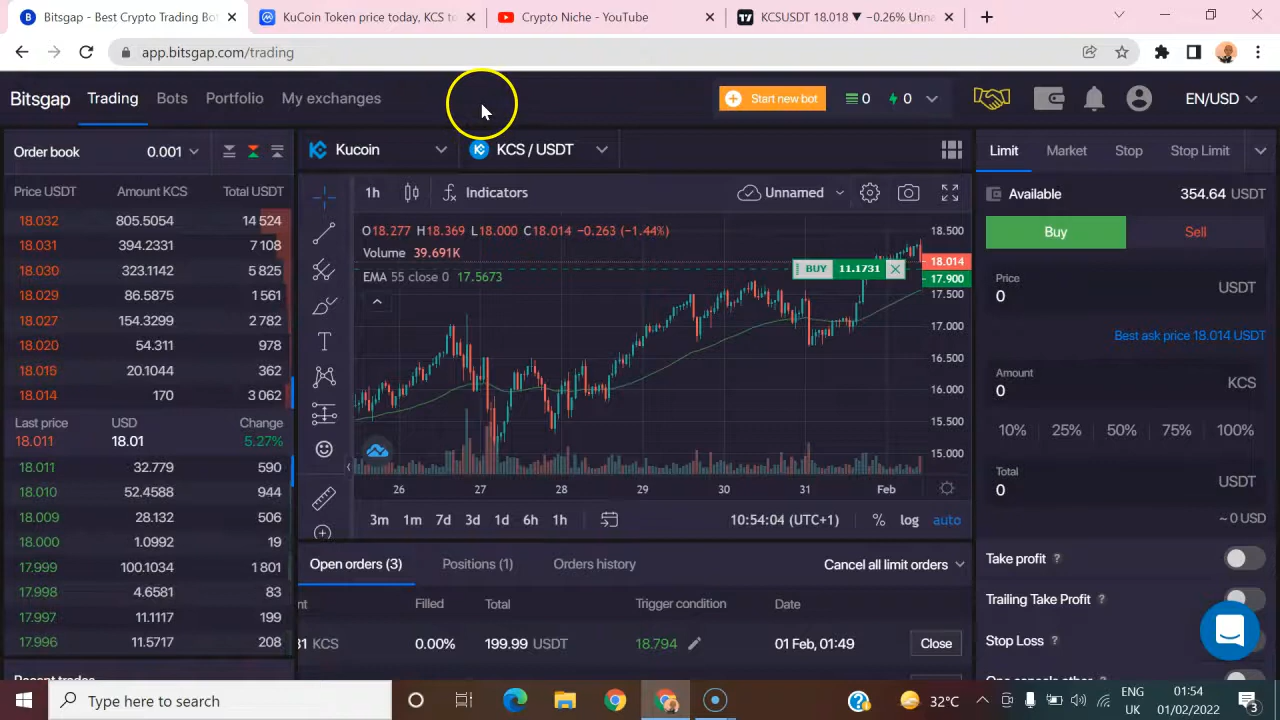 Bitsgap - Best Crypto Trading Bot
KuCoin Token price today, KCS to
Crypto Niche - YouTube
KCSUSDT 18.018 ▼ −0.26% Unna
app.bitsgap.com/trading
Bitsgap
Trading
Bots
Portfolio
My exchanges
Start new bot
0
0
EN/USD
Order book
0.001
Kucoin
KCS / USDT
Limit
Market
Stop
Stop Limit
Price USDT Amount KCS Total USDT
18.032 805.5054 14 524
18.031 394.2331 7 108
18.030 323.1142 5 825
18.029 86.5875 1 561
18.027 154.3299 2 782
18.020 54.311 978
18.015 20.1044 362
18.014 170 3 062
Last price USD Change
18.011 18.01 5.27%
18.011 32.779 590
18.010 52.4588 944
18.009 28.132 506
18.000 1.0992 19
17.999 100.1034 1 801
17.998 4.6581 83
17.997 11.1117 199
17.996 11.5717 208
Recent trades
1h
Indicators
Unnamed
O18.277 H18.369 L18.000 C18.014 −0.263 (−1.44%)
Volume 39.691K
EMA 55 close 0 17.5673
BUY 11.1731
18.500
18.014
17.900
17.500
17.000
16.500
16.000
15.500
15.000
26 27 28 29 30 31 Feb
3m 1m 7d 3d 1d 6h 1h
10:54:04 (UTC+1)
% log auto
Open orders (3)
Positions (1)
Orders history
Cancel all limit orders
nt Filled Total Trigger condition Date
31 KCS 0.00% 199.99 USDT 18.794 01 Feb, 01:49 Close
Available 354.64 USDT
Buy
Sell
Price
0 USDT
Best ask price 18.014 USDT
Amount
0 KCS
10% 25% 50% 75% 100%
Total
0 USDT
~ 0 USD
Take profit ?
Trailing Take Profit ?
Stop Loss ?
One cancels other
Type here to search
32°C
ENG
UK
01:54
01/02/2022
3